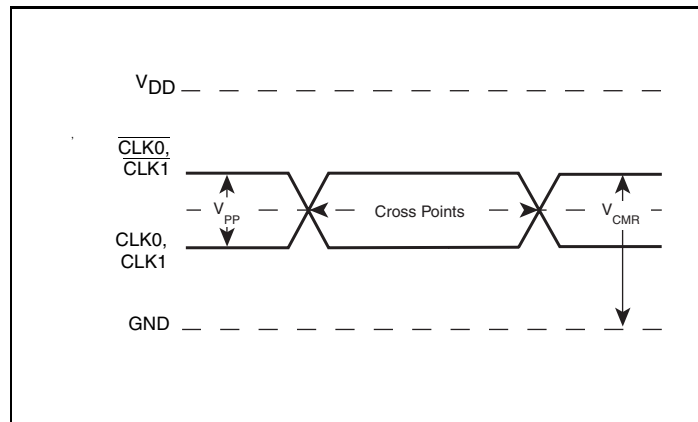 VDD
CLK0,
CLK1
VPP
Cross Points
VCMR
CLK0,
CLK1
GND